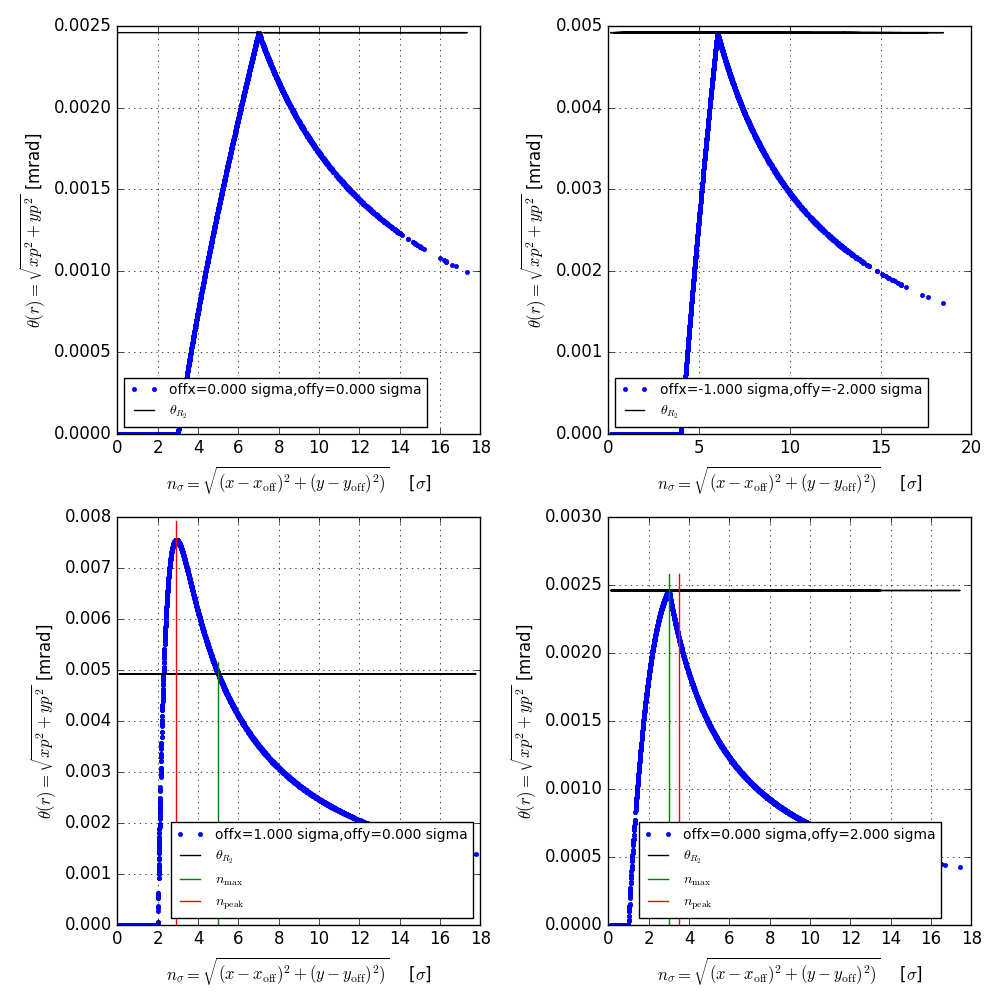 0.0025
0.0020
0.0015
0.0010
0.0005
0.0000
θ(r) = √xp² + yp² [mrad]
offx=0.000 sigma,offy=0.000 sigma
θ_R₂
0 2 4 6 8 10 12 14 16 18
n_σ = √(x − x_off)² + (y − y_off)²) [σ]
0.005
0.004
0.003
0.002
0.001
0.000
θ(r) = √xp² + yp² [mrad]
offx=-1.000 sigma,offy=-2.000 sigma
θ_R₂
0 5 10 15 20
n_σ = √(x − x_off)² + (y − y_off)²) [σ]
0.008
0.007
0.006
0.005
0.004
0.003
0.002
0.001
0.000
θ(r) = √xp² + yp² [mrad]
offx=1.000 sigma,offy=0.000 sigma
θ_R₂
n_max
n_peak
0 2 4 6 8 10 12 14 16 18
n_σ = √(x − x_off)² + (y − y_off)²) [σ]
0.0030
0.0025
0.0020
0.0015
0.0010
0.0005
0.0000
θ(r) = √xp² + yp² [mrad]
offx=0.000 sigma,offy=2.000 sigma
θ_R₂
n_max
n_peak
0 2 4 6 8 10 12 14 16 18
n_σ = √(x − x_off)² + (y − y_off)²) [σ]